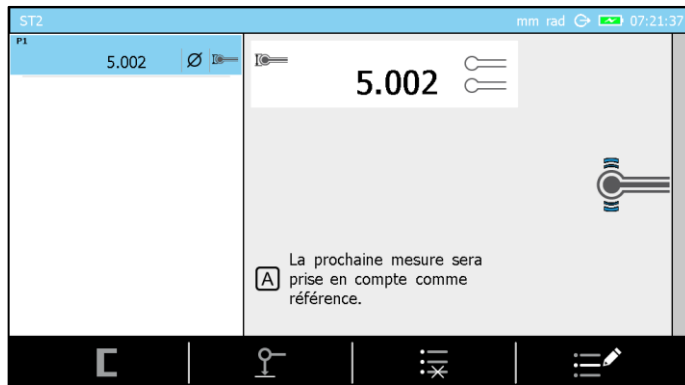 ST2
mm rad 07:21:37
P1
5.002 Ø
5.002
A
La prochaine mesure sera
prise en compte comme
référence.